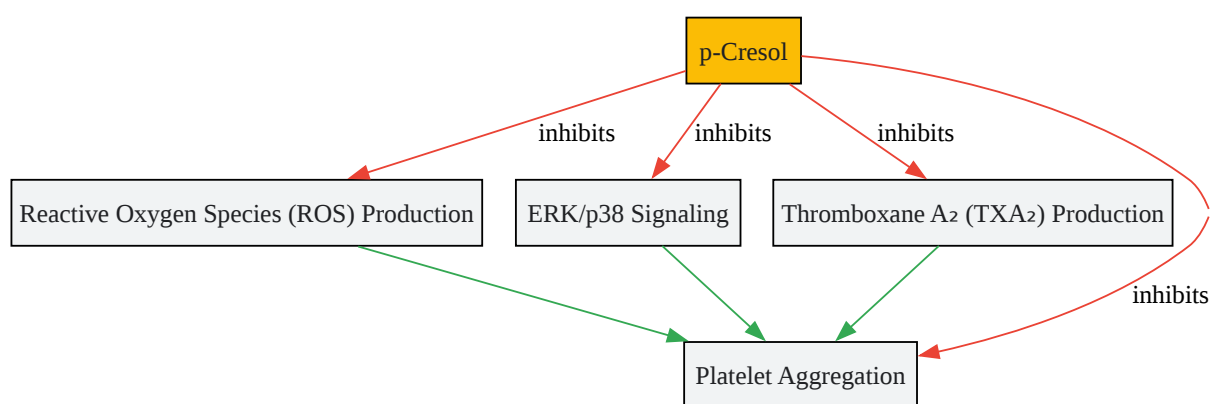 p-Cresol
inhibits
inhibits
inhibits
Reactive Oxygen Species (ROS) Production
ERK/p38 Signaling
Thromboxane A₂ (TXA₂) Production
inhibits
Platelet Aggregation